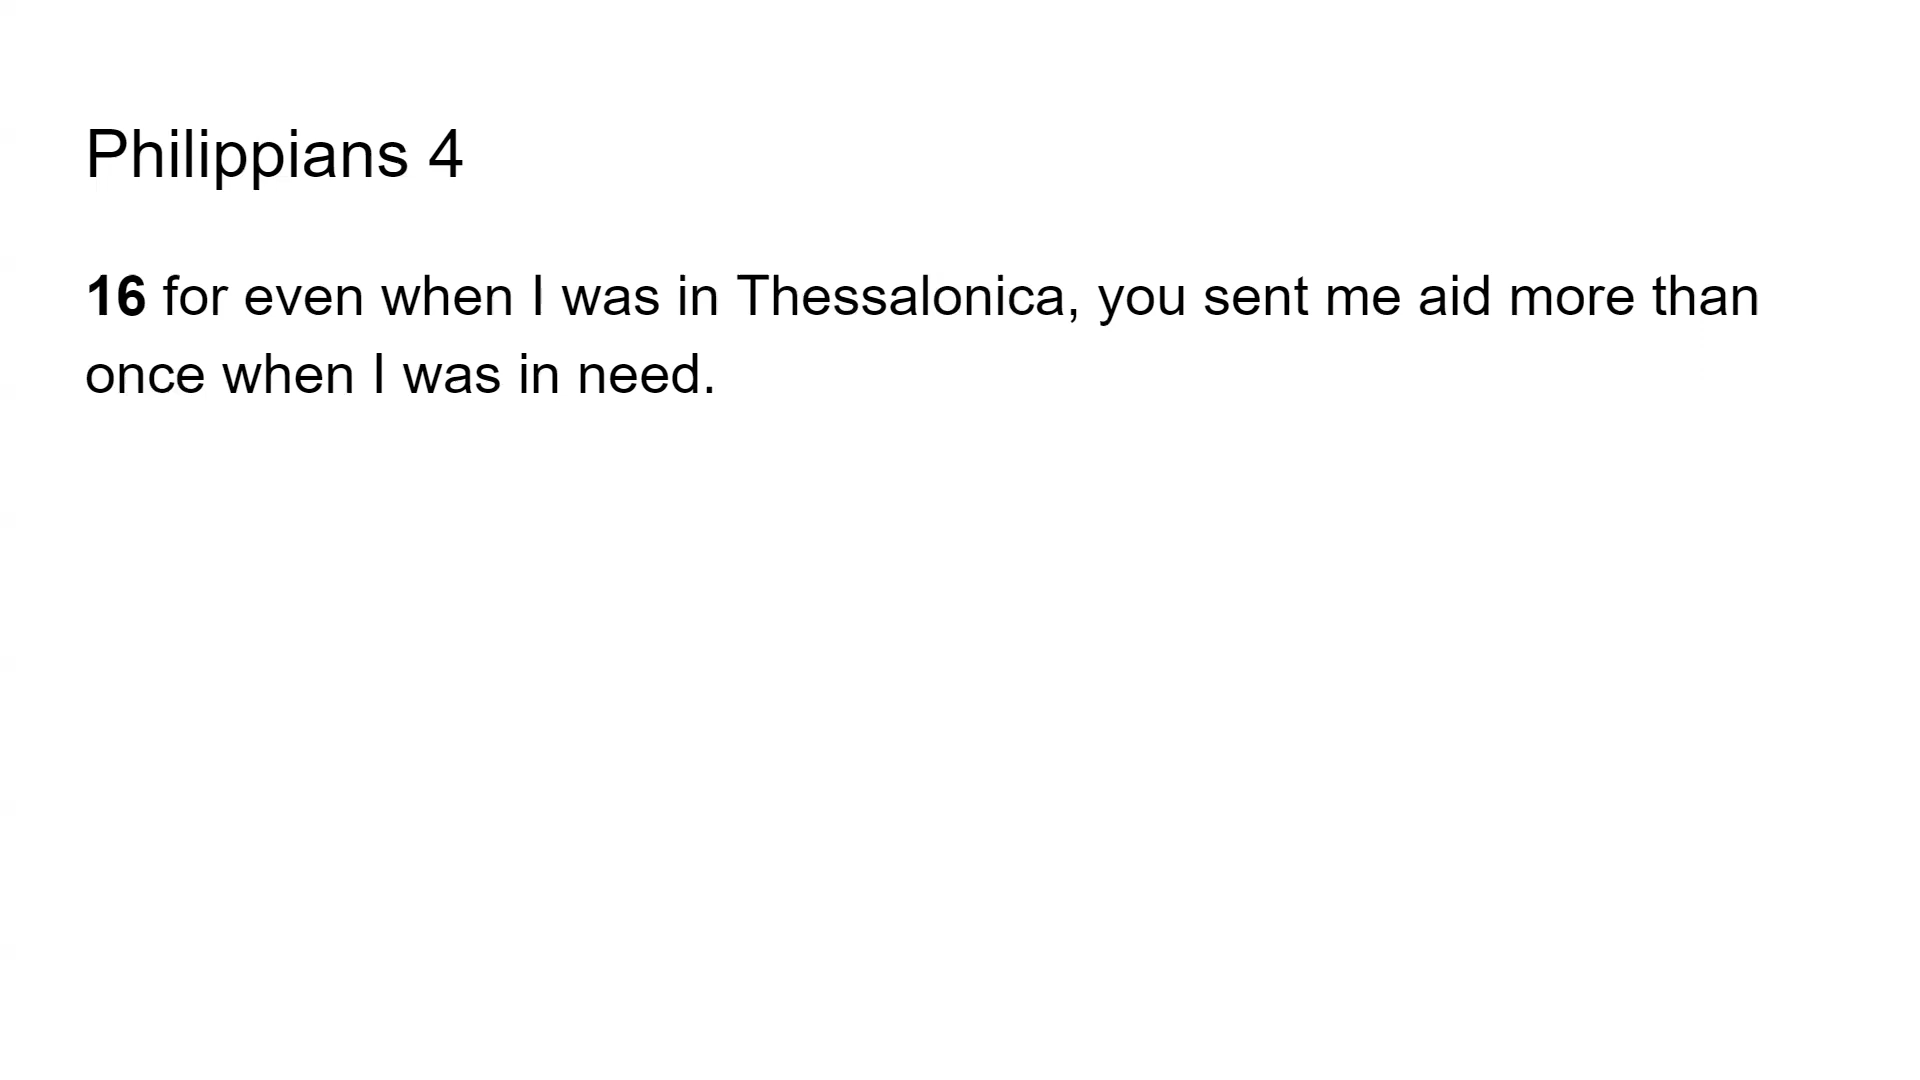 Philippians 4
16 for even when I was in Thessalonica, you sent me aid more than
once when I was in need.